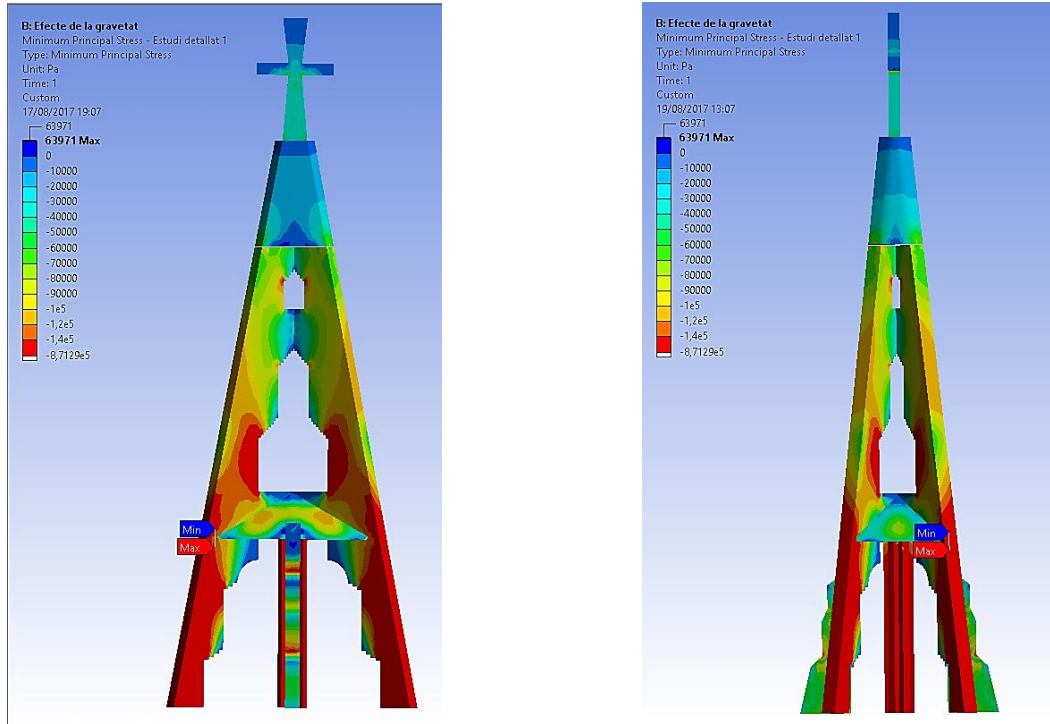 B: Efecte de la gravetat
Minimum Principal Stress - Estudi detallat 1
Type: Minimum Principal Stress
Unit: Pa
Time: 1
Custom
17/08/2017 19:07
63971
63971 Max
0
-10000
-20000
-30000
-40000
-50000
-60000
-70000
-80000
-90000
-1e5
-1,2e5
-1,4e5
-8,7129e5
Min
Max
B: Efecte de la gravetat
Minimum Principal Stress - Estudi detallat 1
Type: Minimum Principal Stress
Unit: Pa
Time: 1
Custom
19/08/2017 13:07
63971
63971 Max
0
-10000
-20000
-30000
-40000
-50000
-60000
-70000
-80000
-90000
-1e5
-1,2e5
-1,4e5
-8,7129e5
Min
Max